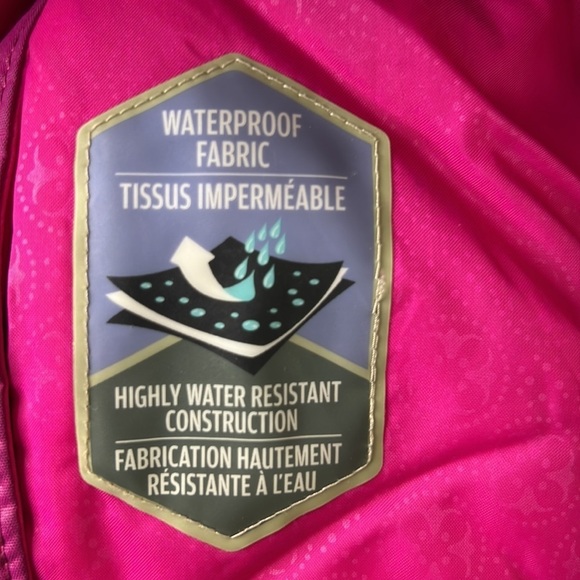 WATERPROOF
FABRIC
TISSUS IMPERMÉABLE
HIGHLY WATER RESISTANT
CONSTRUCTION
FABRICATION HAUTEMENT
RÉSISTANTE À L'EAU